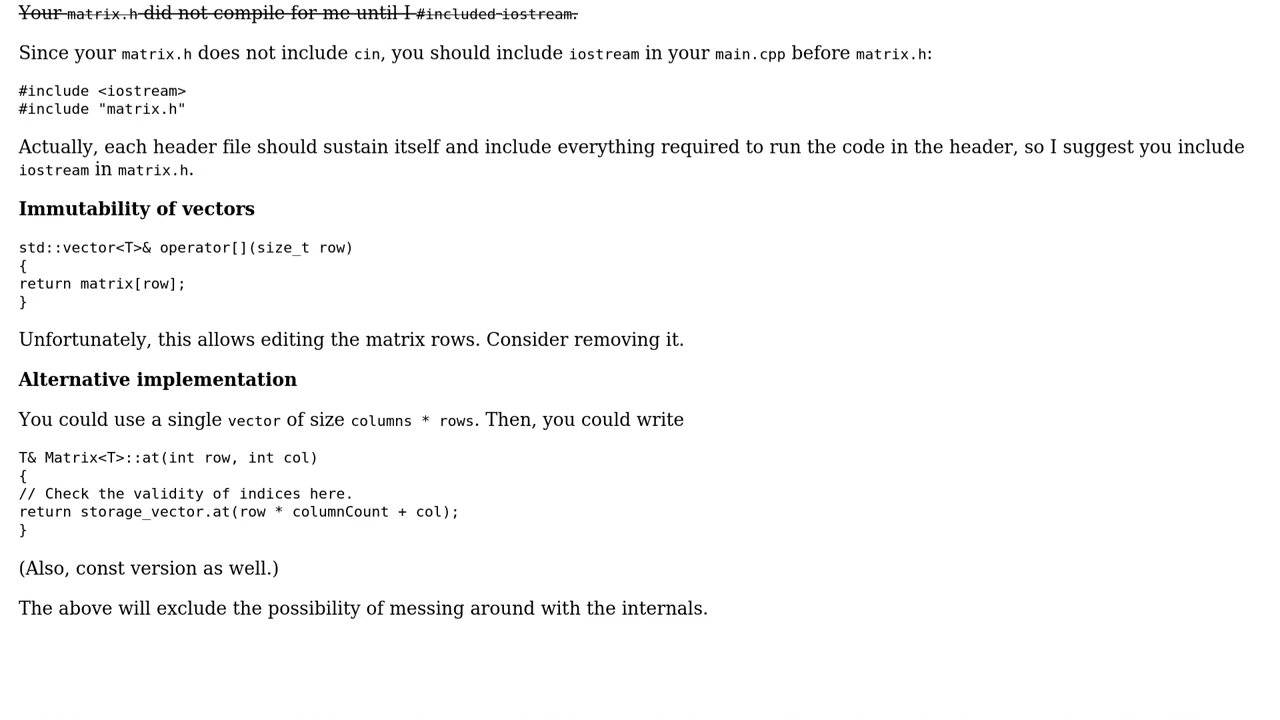 Your matrix.h did not compile for me until I #included iostream.
Since your matrix.h does not include cin, you should include iostream in your main.cpp before matrix.h:
#include <iostream>
#include "matrix.h"
Actually, each header file should sustain itself and include everything required to run the code in the header, so I suggest you include
iostream in matrix.h.
Immutability of vectors
std::vector<T>& operator[](size_t row)
{
return matrix[row];
}
Unfortunately, this allows editing the matrix rows. Consider removing it.
Alternative implementation
You could use a single vector of size columns * rows. Then, you could write
T& Matrix<T>::at(int row, int col)
{
// Check the validity of indices here.
return storage_vector.at(row * columnCount + col);
}
(Also, const version as well.)
The above will exclude the possibility of messing around with the internals.